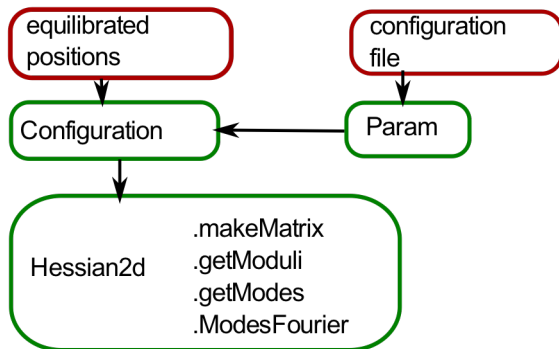 equilibrated
positions
configuration
file
Configuration
Param
Hessian2d
.makeMatrix
.getModuli
.getModes
.ModesFourier